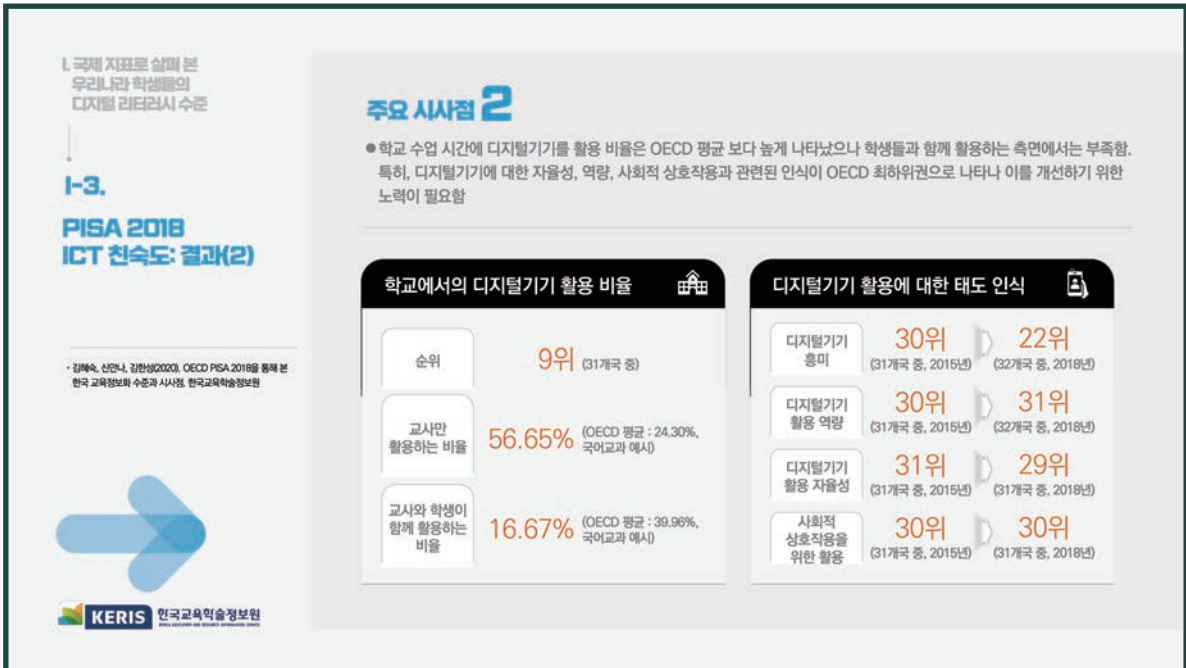 I. 국제 지표로 살펴 본
우리나라 학생들의
디지털 리터러시 수준
I-3.
PISA 2018
ICT 친숙도: 결과(2)
· 김혜숙, 신안나, 김한성(2020). OECD PISA 2018을 통해 본
한국 교육정보화 수준과 시사점. 한국교육학술정보원
KERIS 한국교육학술정보원
KOREA EDUCATION AND RESEARCH INFORMATION SERVICE
주요 시사점 2
● 학교 수업 시간에 디지털기기를 활용 비율은 OECD 평균 보다 높게 나타났으나 학생들과 함께 활용하는 측면에서는 부족함.
특히, 디지털기기에 대한 자율성, 역량, 사회적 상호작용과 관련된 인식이 OECD 최하위권으로 나타나 이를 개선하기 위한
노력이 필요함
학교에서의 디지털기기 활용 비율
순위
9위 (31개국 중)
교사만
활용하는 비율
56.65% (OECD 평균 : 24.30%,
국어교과 예시)
교사와 학생이
함께 활용하는
비율
16.67% (OECD 평균 : 39.96%,
국어교과 예시)
디지털기기 활용에 대한 태도 인식
디지털기기
흥미
30위 22위
(31개국 중, 2015년) (32개국 중, 2018년)
디지털기기
활용 역량
30위 31위
(31개국 중, 2015년) (32개국 중, 2018년)
디지털기기
활용 자율성
31위 29위
(31개국 중, 2015년) (31개국 중, 2018년)
사회적
상호작용을
위한 활용
30위 30위
(31개국 중, 2015년) (31개국 중, 2018년)